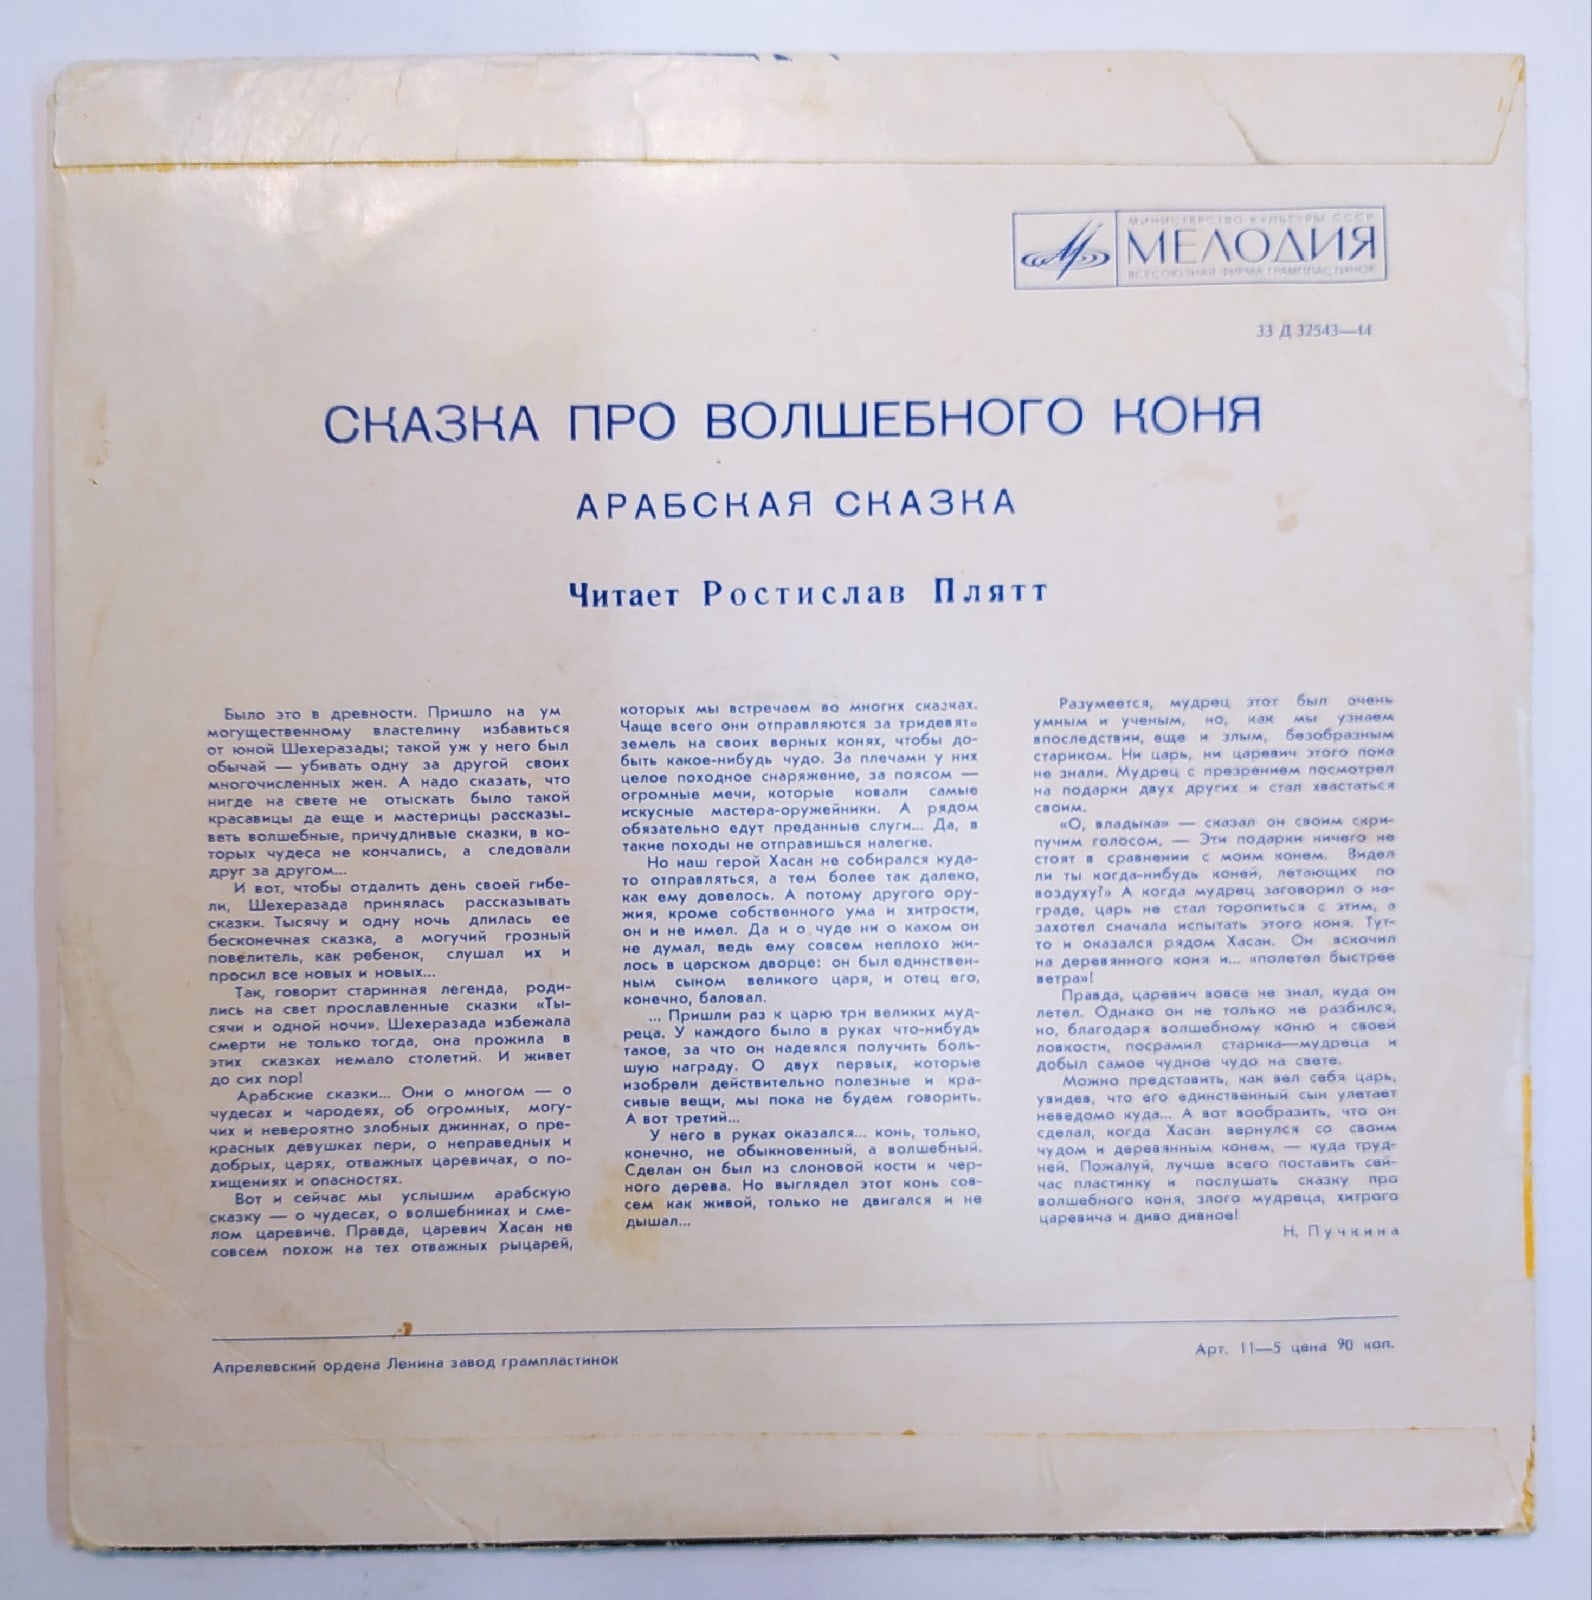 МИНИСТЕРСТВО КУЛЬТУРЫ СССР
МЕЛОДИЯ
ВСЕСОЮЗНАЯ ФИРМА ГРАМПЛАСТИНОК
33 Д 32543—44
СКАЗКА ПРО ВОЛШЕБНОГО КОНЯ
АРАБСКАЯ СКАЗКА
Читает Ростислав Плятт
Было это в древности. Пришло на ум
могущественному властелину избавиться
от юной Шехеразады; такой уж у него был
обычай — убивать одну за другой своих
многочисленных жен. А надо сказать, что
нигде на свете не отыскать было такой
красавицы да еще и мастерицы рассказы-
веть волшебные, причудливые сказки, в ко-
торых чудеса не кончались, а следовали
друг за другом...
И вот, чтобы отдалить день своей гибе-
ли, Шехеразада принялась рассказывать
сказки. Тысячу и одну ночь длилась ее
бесконечная сказка, а могучий грозный
повелитель, как ребенок, слушал их и
просил все новых и новых...
Так, говорит старинная легенда, роди-
лись на свет прославленные сказки «Ты-
сячи и одной ночи». Шехеразада избежала
смерти не только тогда, она прожила в
этих сказках немало столетий. И живет
до сих пор!
Арабские сказки... Они о многом — о
чудесах и чародеях, об огромных, могу-
чих и невероятно злобных джиннах, о пре-
красных девушках пери, о неправедных и
добрых, царях, отважных царевичах, о по-
хищениях и опасностях.
Вот и сейчас мы услышим арабскую
сказку — о чудесах, о волшебниках и сме-
лом царевиче. Правда, царевич Хасан не
совсем похож на тех отважных рыцарей,
которых мы встречаем во многих сказках.
Чаще всего они отправляются за тридевять
земель на своих верных конях, чтобы до-
быть какое-нибудь чудо. За плечами у них
целое походное снаряжение, за поясом —
огромные мечи, которые ковали самые
искусные мастера-оружейники. А рядом
обязательно едут преданные слуги... Да, в
такие походы не отправишься налегке.
Но наш герой Хасан не собирался куда-
то отправляться, а тем более так далеко,
как ему довелось. А потому другого ору-
жия, кроме собственного ума и хитрости,
он и не имел. Да и о чуде ни о каком он
не думал, ведь ему совсем неплохо жи-
лось в царском дворце: он был единствен-
ным сыном великого царя, и отец его,
конечно, баловал.
... Пришли раз к царю три великих муд-
реца. У каждого было в руках что-нибудь
такое, за что он надеялся получить боль-
шую награду. О двух первых, которые
изобрели действительно полезные и кра-
сивые вещи, мы пока не будем говорить.
А вот третий...
У него в руках оказался... конь, только,
конечно, не обыкновенный, а волшебный.
Сделан он был из слоновой кости и чер-
ного дерева. Но выглядел этот конь сов-
сем как живой, только не двигался и не
дышал...
Разумеется, мудрец этот был очень
умным и ученым, но, как мы узнаем
впоследствии, еще и злым, безобразным
стариком. Ни царь, ни царевич этого пока
не знали. Мудрец с презрением посмотрел
на подарки двух других и стал хвастаться
своим.
«О, владыка» — сказал он своим скри-
пучим голосом, — Эти подарки ничего не
стоят в сравнении с моим конем. Видел
ли ты когда-нибудь коней, летающих по
воздуху?» А когда мудрец заговорил о на-
граде, царь не стал торопиться с этим, а
захотел сначала испытать этого коня. Тут-
то и оказался рядом Хасан. Он вскочил
на деревянного коня и... «полетел быстрее
ветра»!
Правда, царевич вовсе не знал, куда он
летел. Однако он не только не разбился,
но, благодаря волшебному коню и своей
ловкости, посрамил старика—мудреца и
добыл самое чудное чудо на свете.
Можно представить, как вел себя царь,
увидев, что его единственный сын улетает
неведомо куда... А вот вообразить, что он
сделал, когда Хасан вернулся со своим
чудом и деревянным конем, — куда труд-
ней. Пожалуй, лучше всего поставить сей-
час пластинку и послушать сказку про
волшебного коня, злого мудреца, хитрого
царевича и диво дивное!
Н. Пучкина
Апрелевский ордена Ленина завод грампластинок
Арт. 11—5 цена 90 коп.